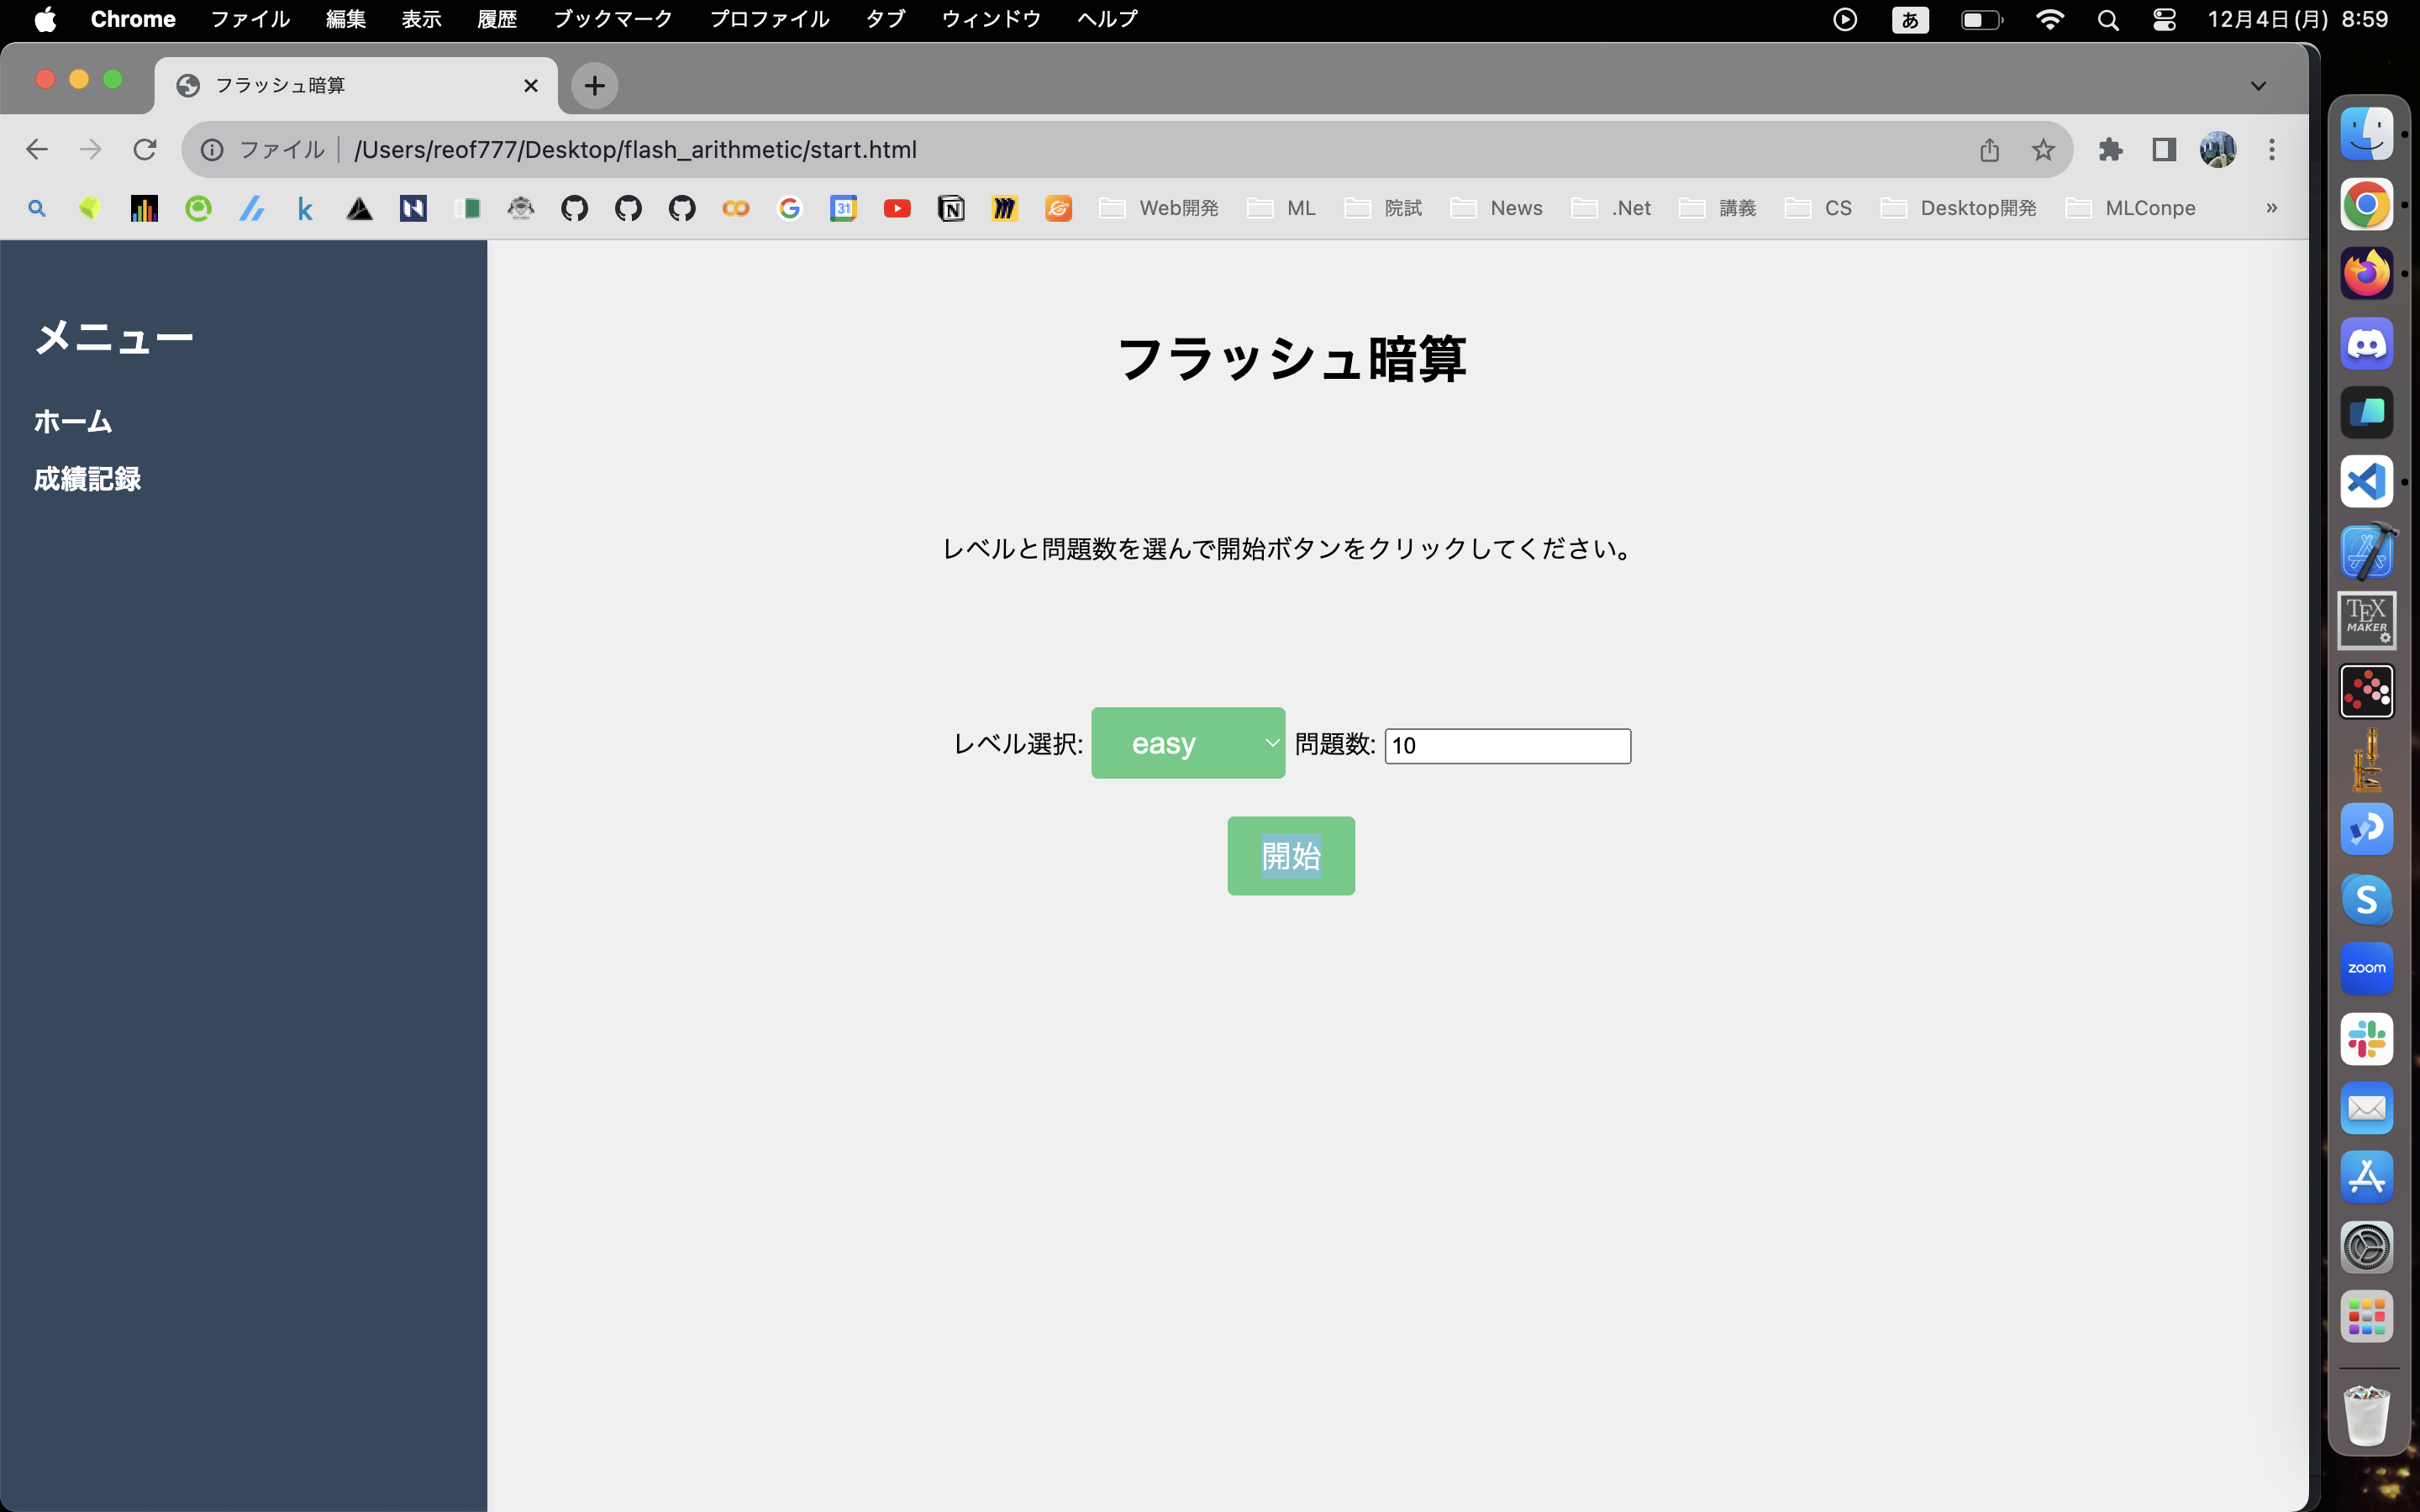 Chrome ファイル 編集 表示 履歴 ブックマーク プロファイル タブ ウィンドウ ヘルプ あ 12月4日(月) 8:59
フラッシュ暗算
ファイル /Users/reof777/Desktop/flash_arithmetic/start.html
k N 31 N Web開発 ML 院試 News .Net 講義 CS Desktop開発 MLConpe »
メニュー
ホーム
成績記録
フラッシュ暗算
レベルと問題数を選んで開始ボタンをクリックしてください。
レベル選択: easy 問題数: 10
開始
TEX
MAKER
S
zoom